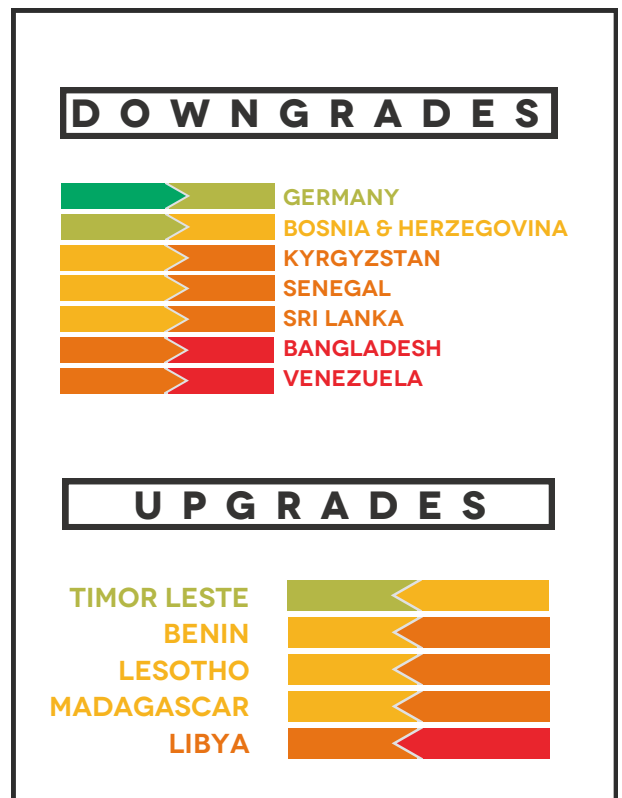 DOWNGRADES
GERMANY
BOSNIA & HERZEGOVINA
KYRGYZSTAN
SENEGAL
SRI LANKA
BANGLADESH
VENEZUELA
UPGRADES
TIMOR LESTE
BENIN
LESOTHO
MADAGASCAR
LIBYA